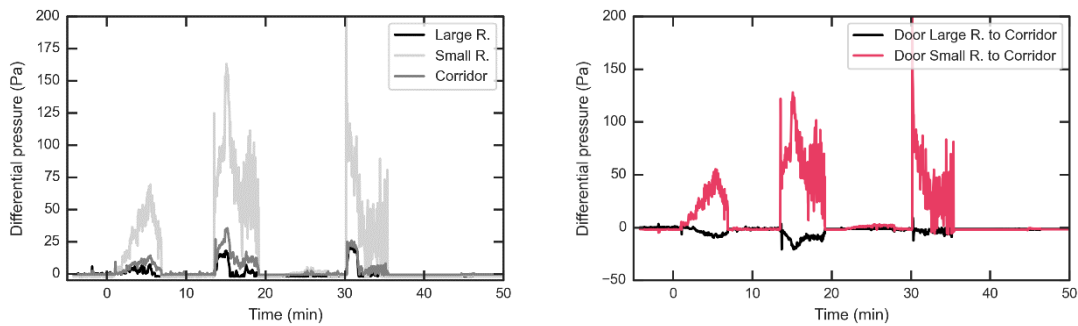 200
175
150
125
100
75
50
25
0
Differential pressure (Pa)
Large R.
Small R.
Corridor
0 10 20 30 40 50
Time (min)
200
150
100
50
0
−50
Differential pressure (Pa)
Door Large R. to Corridor
Door Small R. to Corridor
0 10 20 30 40 50
Time (min)